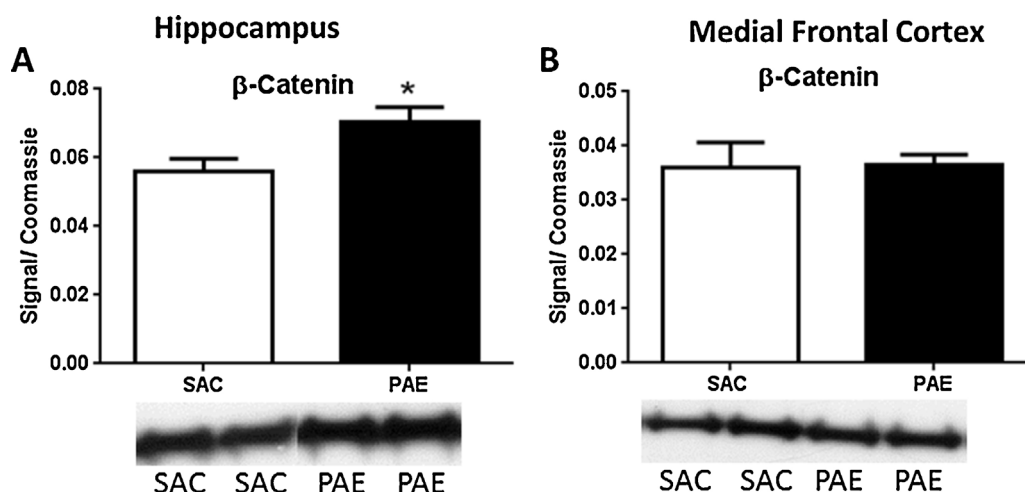 Hippocampus
A
β-Catenin
*
Signal/ Coomassie
0.08
0.06
0.04
0.02
0.00
SAC PAE
SAC SAC PAE PAE
Medial Frontal Cortex
B
β-Catenin
Signal/ Coomassie
0.05
0.04
0.03
0.02
0.01
0.00
SAC PAE
SAC SAC PAE PAE